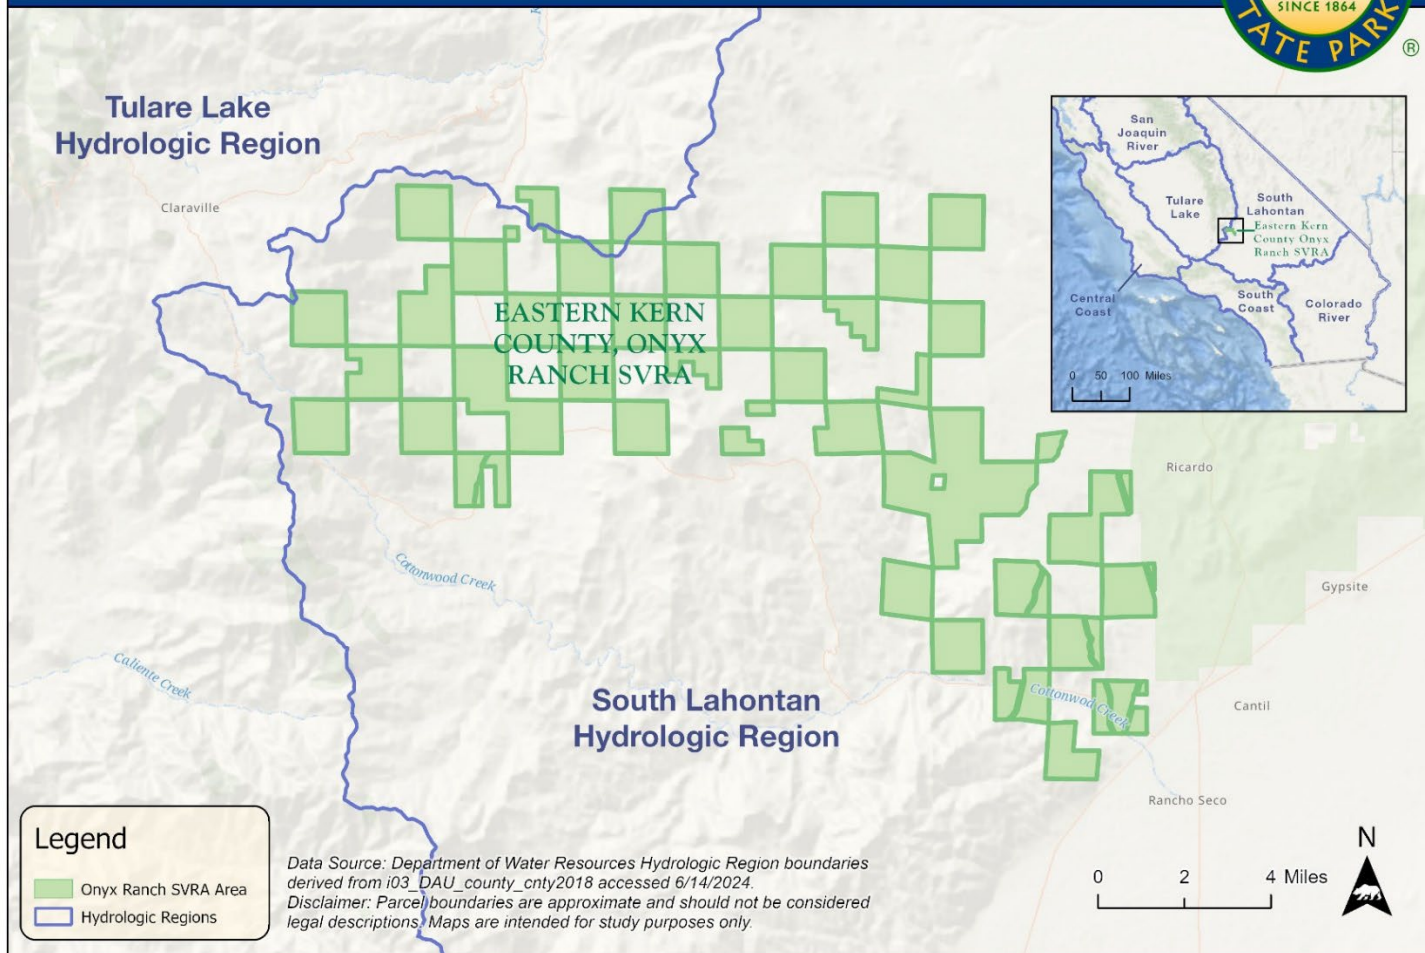 SINCE 1864
TATE PARK
®
Tulare Lake
Hydrologic Region
Claraville
San
Joaquin
River
Tulare
Lake
South
Lahontan
Eastern Kern
County Onyx
Ranch SVRA
Central
Coast
South
Coast
Colorado
River
0 50 100 Miles
EASTERN KERN
COUNTY, ONYX
RANCH SVRA
Ricardo
Gypsite
Cottonwood Creek
Caliente Creek
South Lahontan
Hydrologic Region
Cottonwod Creek
Cantil
Rancho Seco
Legend
Onyx Ranch SVRA Area
Hydrologic Regions
Data Source: Department of Water Resources Hydrologic Region boundaries
derived from i03_DAU_county_cnty2018 accessed 6/14/2024.
Disclaimer: Parcel boundaries are approximate and should not be considered
legal descriptions. Maps are intended for study purposes only.
0 2 4 Miles
N